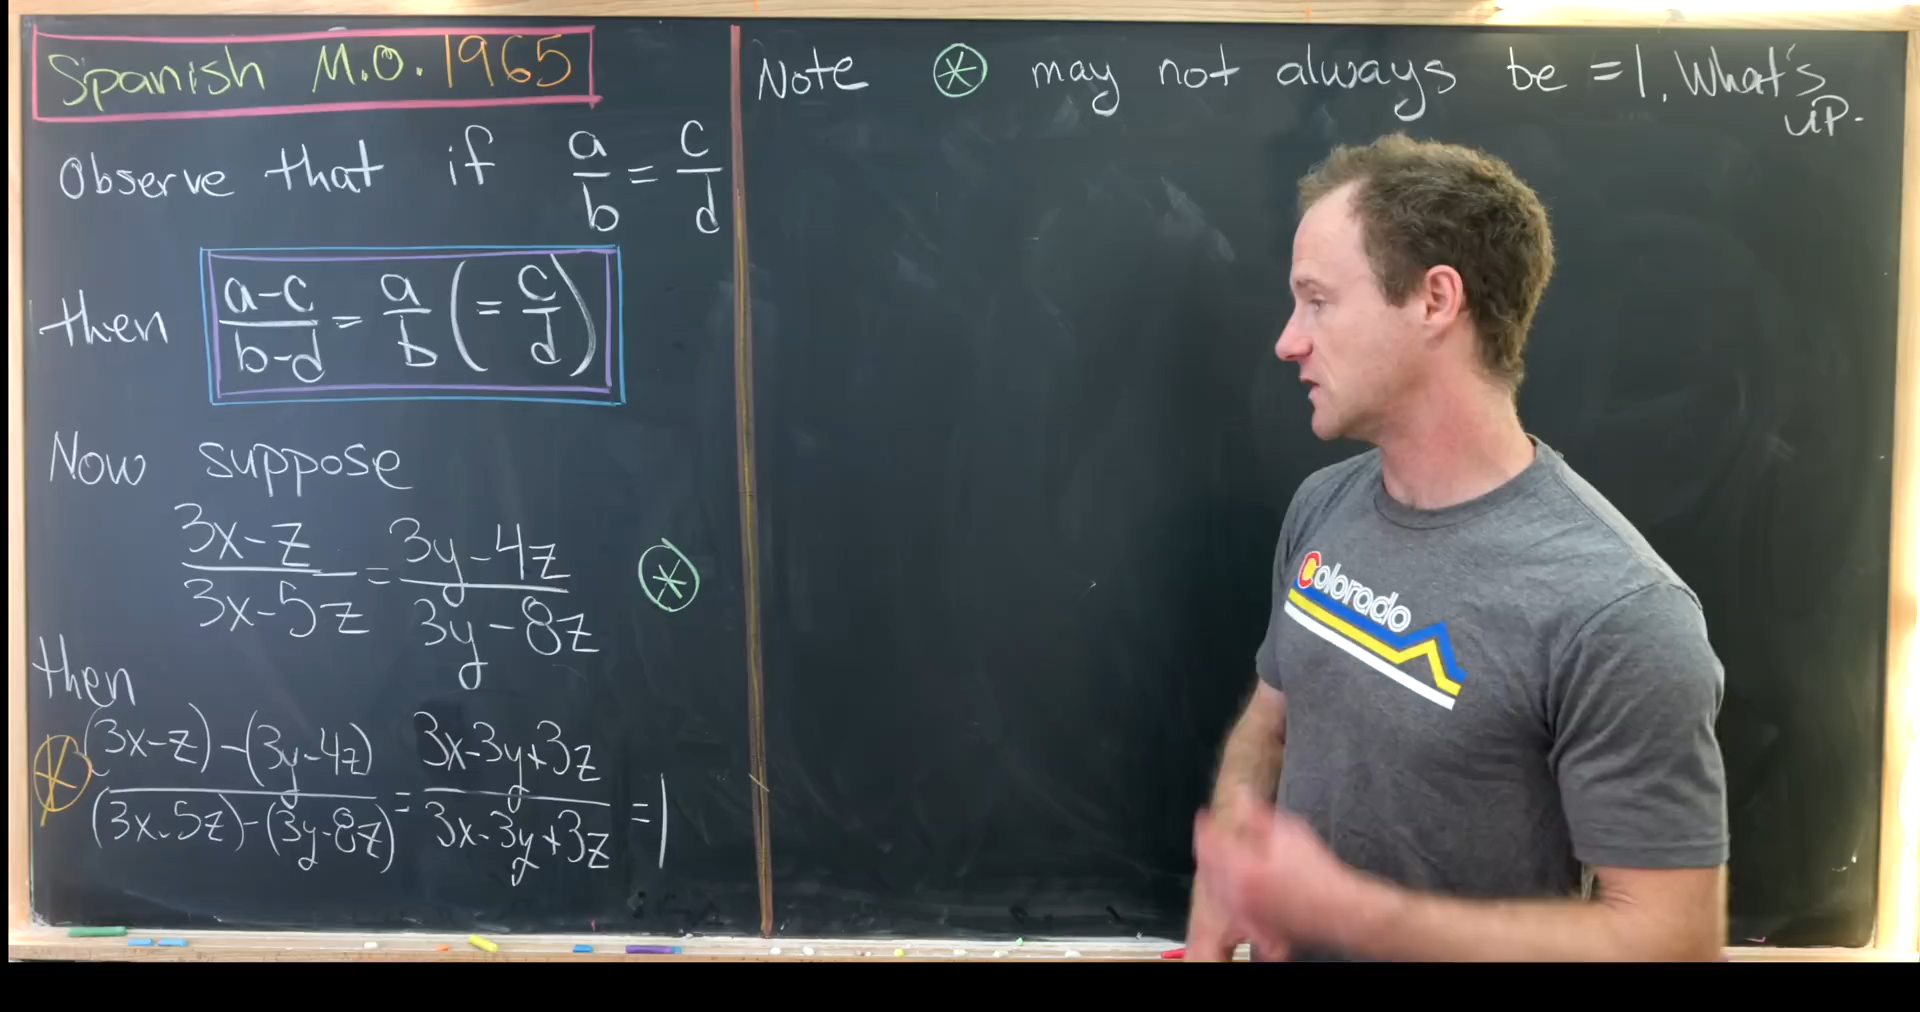 Spanish M.O. 1965
Observe that if a/b = c/d
then (a-c)/(b-d) = a/b (= c/d)
Now suppose
(3x-z)/(3x-5z) = (3y-4z)/(3y-8z) ⊛
then
⊛ ((3x-z)-(3y-4z))/((3x-5z)-(3y-8z)) = (3x-3y+3z)/(3x-3y+3z) = 1
Note ⊛ may not always be =1. What's
up.
Colorado